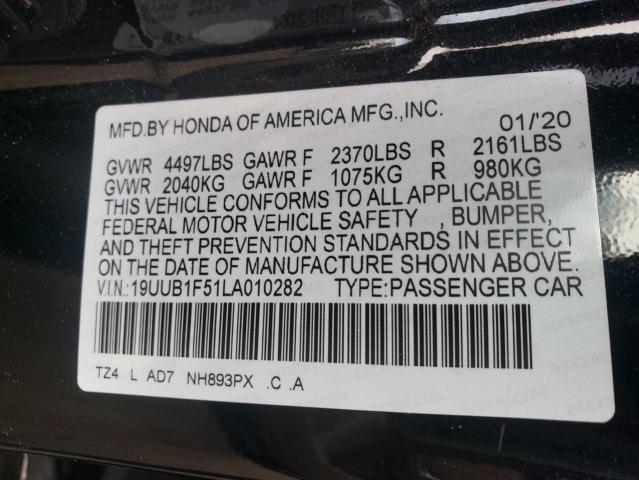 MFD.BY HONDA OF AMERICA MFG.,INC. 01/'20
GVWR 4497LBS GAWR F 2370LBS R 2161LBS
GVWR 2040KG GAWR F 1075KG R 980KG
THIS VEHICLE CONFORMS TO ALL APPLICABLE
FEDERAL MOTOR VEHICLE SAFETY , BUMPER,
AND THEFT PREVENTION STANDARDS IN EFFECT
ON THE DATE OF MANUFACTURE SHOWN ABOVE.
V.I.N.:19UUB1F51LA010282 TYPE:PASSENGER CAR
TZ4 L AD7 NH893PX .C .A